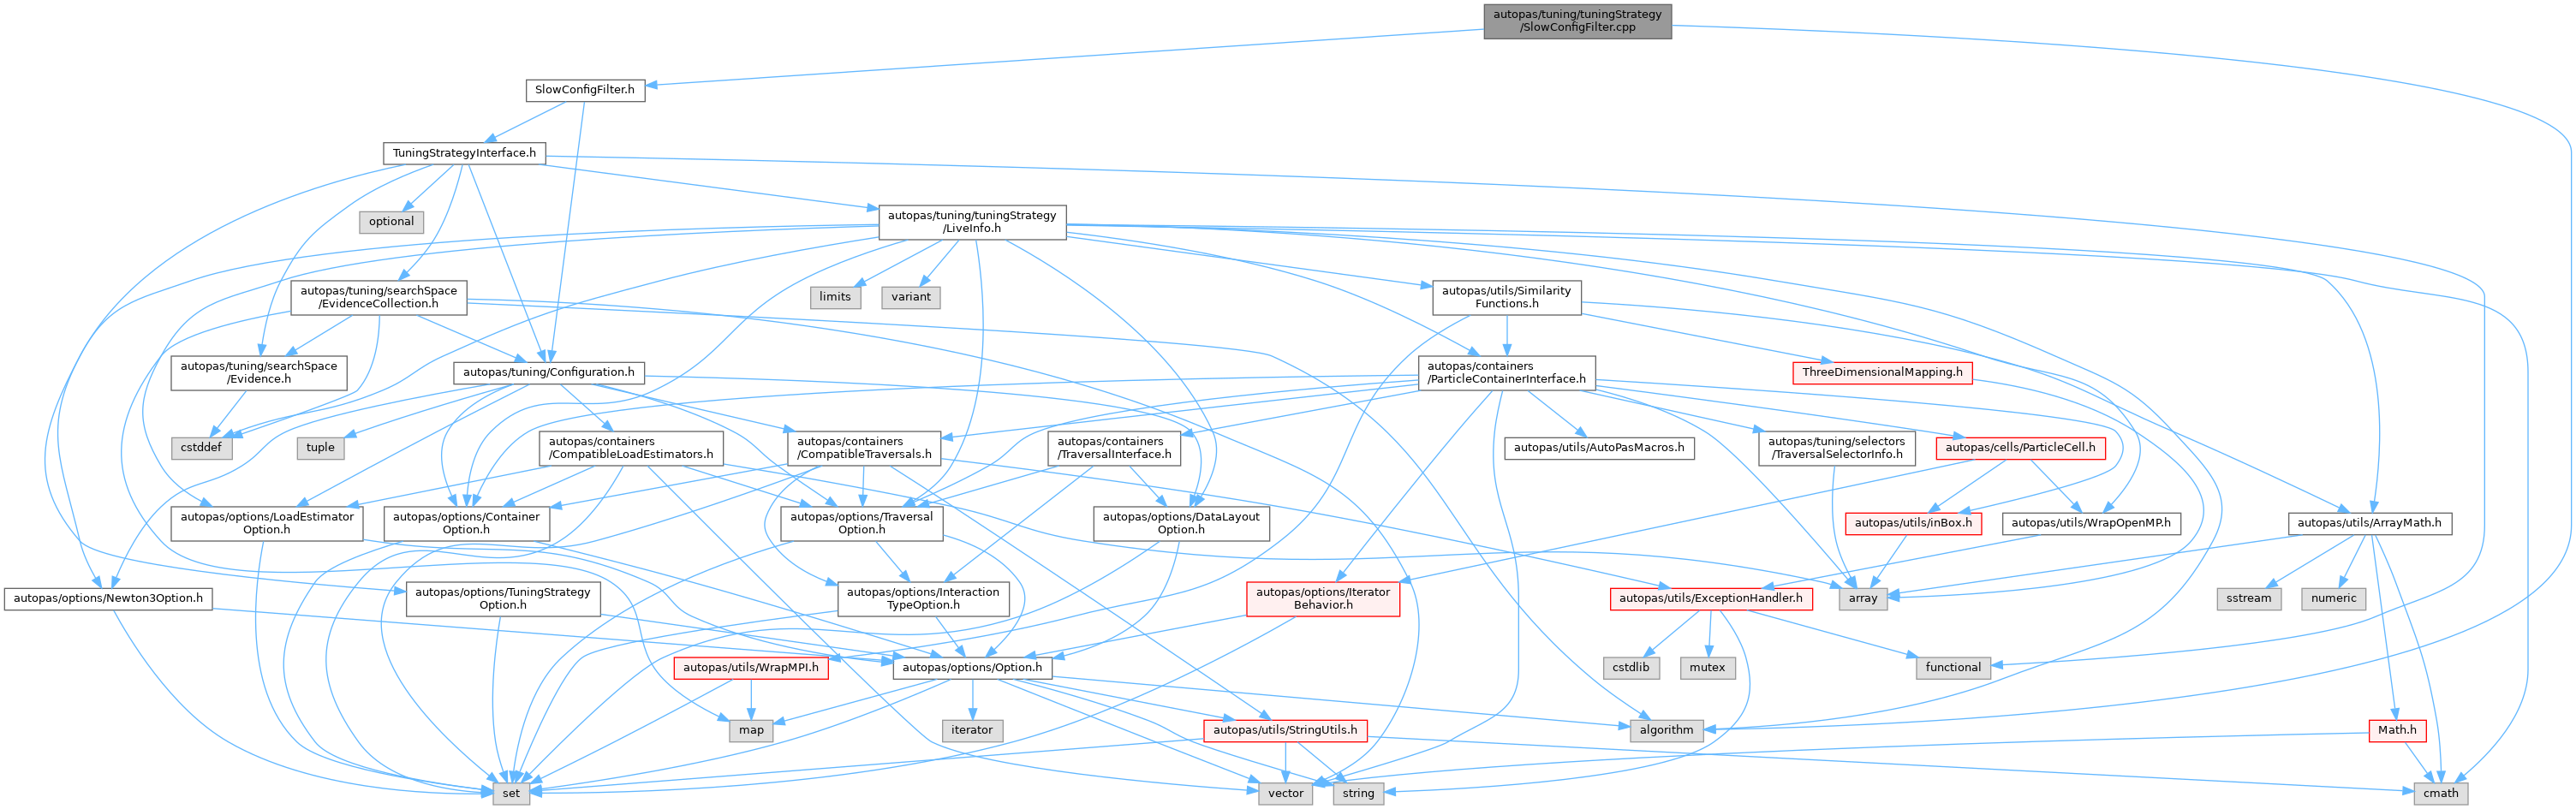 autopas/tuning/tuningStrategy
/SlowConfigFilter.cpp
SlowConfigFilter.h
TuningStrategyInterface.h
optional
autopas/tuning/tuningStrategy
/LiveInfo.h
autopas/tuning/searchSpace
/EvidenceCollection.h
limits
variant
autopas/utils/Similarity
Functions.h
autopas/tuning/searchSpace
/Evidence.h
autopas/tuning/Configuration.h
autopas/containers
/ParticleContainerInterface.h
ThreeDimensionalMapping.h
cstddef
tuple
autopas/containers
/CompatibleLoadEstimators.h
autopas/containers
/CompatibleTraversals.h
autopas/containers
/TraversalInterface.h
autopas/utils/AutoPasMacros.h
autopas/tuning/selectors
/TraversalSelectorInfo.h
autopas/cells/ParticleCell.h
autopas/options/LoadEstimator
Option.h
autopas/options/Container
Option.h
autopas/options/Traversal
Option.h
autopas/options/DataLayout
Option.h
autopas/utils/inBox.h
autopas/utils/WrapOpenMP.h
autopas/utils/ArrayMath.h
autopas/options/Newton3Option.h
autopas/options/TuningStrategy
Option.h
autopas/options/Interaction
TypeOption.h
autopas/options/Iterator
Behavior.h
autopas/utils/ExceptionHandler.h
array
sstream
numeric
autopas/utils/WrapMPI.h
autopas/options/Option.h
cstdlib
mutex
functional
map
iterator
autopas/utils/StringUtils.h
algorithm
Math.h
set
vector
string
cmath